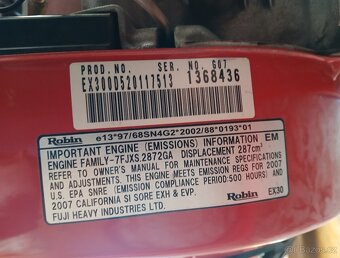 PROD. NO. SERIAL NO. G07
EX300D520117513 1368436
Robin e13*97/68SN4G2*2002/88*0193*01
IMPORTANT ENGINE (EMISSIONS) INFORMATION EM
ENGINE FAMILY-7FJXS.2872GA DISPLACEMENT 287cm³
REFER TO OWNER'S MANUAL FOR MAINTENANCE
SPECIFICATIONS AND ADJUSTMENTS
THIS ENGINE MEETS EXH REGS FOR 2007
U.S. EPA SNRE (EMISSION COMPLIANCE PERIOD:500 HOURS) AND
2007 CALIFORNIA SI SORE EXH & EVP.
FUJI HEAVY INDUSTRIES LTD. Robin EX30